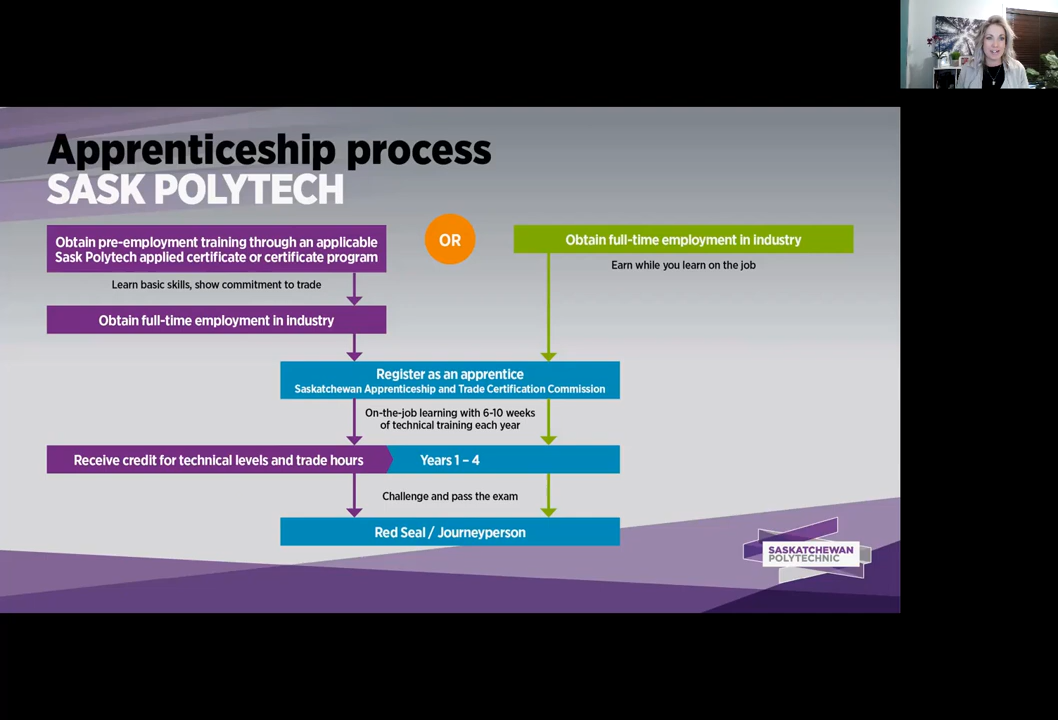 Apprenticeship process
SASK POLYTECH
Obtain pre-employment training through an applicable
Sask Polytech applied certificate or certificate program
OR
Obtain full-time employment in industry
Learn basic skills, show commitment to trade
Earn while you learn on the job
Obtain full-time employment in industry
Register as an apprentice
Saskatchewan Apprenticeship and Trade Certification Commission
On-the-job learning with 6-10 weeks
of technical training each year
Receive credit for technical levels and trade hours
Years 1 – 4
Challenge and pass the exam
Red Seal / Journeyperson
SASKATCHEWAN
POLYTECHNIC